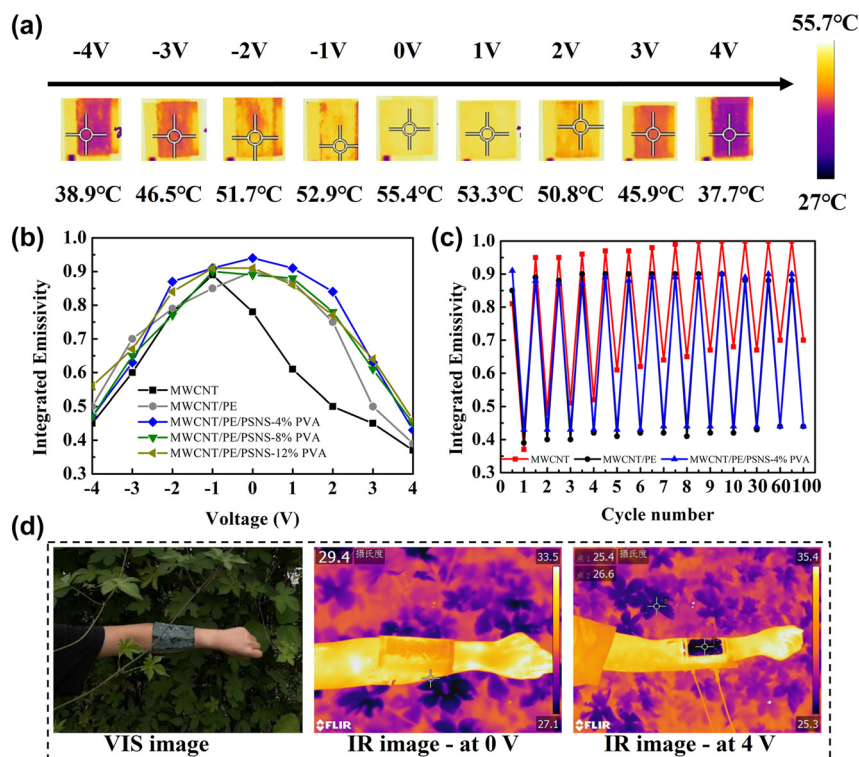 (a)
-4V -3V -2V -1V 0V 1V 2V 3V 4V
55.7°C
38.9°C 46.5°C 51.7°C 52.9°C 55.4°C 53.3°C 50.8°C 45.9°C 37.7°C
27°C
(b)
Integrated Emissivity
1.0
0.9
0.8
0.7
0.6
0.5
0.4
0.3
MWCNT
MWCNT/PE
MWCNT/PE/PSNS-4% PVA
MWCNT/PE/PSNS-8% PVA
MWCNT/PE/PSNS-12% PVA
-4 -3 -2 -1 0 1 2 3 4
Voltage (V)
(c)
Integrated Emissivity
1.0
0.9
0.8
0.7
0.6
0.5
0.4
0.3
MWCNT MWCNT/PE MWCNT/PE/PSNS-4% PVA
1 2 3 4 5 6 7 8 9 10 30 60 100
Cycle number
(d)
29.4 摄氏度 33.5
27.1
FLIR
点1 25.4 摄氏度 35.4
点2 26.6
25.3
FLIR
VIS image IR image - at 0 V IR image - at 4 V